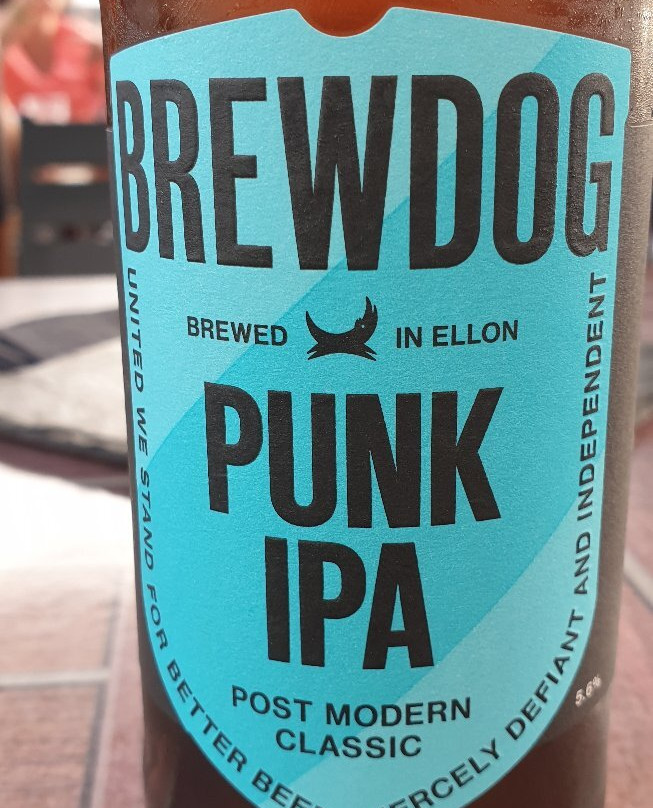 BREWDOG
BREWED IN ELLON
PUNK
IPA
POST MODERN
CLASSIC
UNITED WE STAND FOR BETTER
DEFIANT AND INDEPENDENT
5.6%